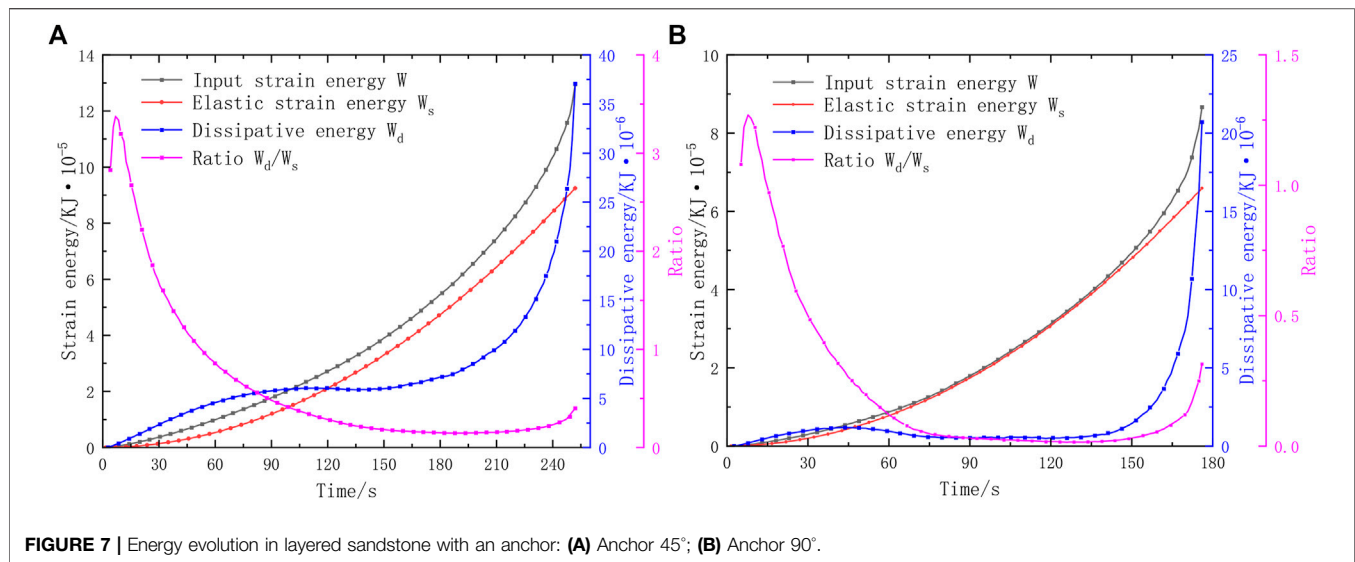 A
B
Input strain energy W
Elastic strain energy Ws
Dissipative energy Wd
Ratio Wd/Ws
Strain energy/KJ·10⁻⁵
14
12
10
8
6
4
2
0
0 30 60 90 120 150 180 210 240
Time/s
40
35
30
25
20
15
10
5
0
Dissipative energy/KJ·10⁻⁶
4
3
2
1
0
Ratio
Input strain energy W
Elastic strain energy Ws
Dissipative energy Wd
Ratio Wd/Ws
Strain energy/KJ·10⁻⁵
10
8
6
4
2
0
0 30 60 90 120 150 180
Time/s
25
20
15
10
5
0
Dissipative energy/KJ·10⁻⁶
1.5
1.0
0.5
0.0
Ratio
FIGURE 7 | Energy evolution in layered sandstone with an anchor: (A) Anchor 45°; (B) Anchor 90°.